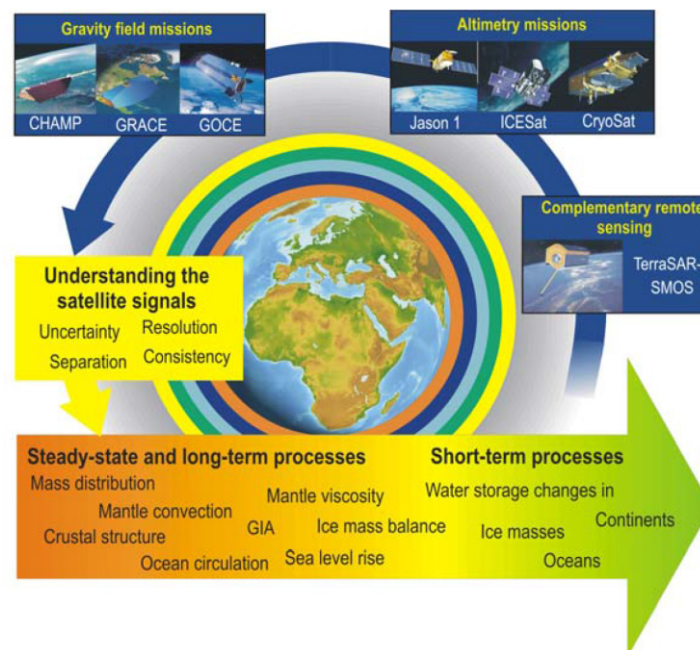 Gravity field missions
CHAMP GRACE GOCE
Altimetry missions
Jason 1 ICESat CryoSat
Complementary remote
sensing
TerraSAR-
SMOS
Understanding the
satellite signals
Uncertainty Resolution
Separation Consistency
Steady-state and long-term processes
Mass distribution
Mantle convection
Mantle viscosity
Crustal structure
GIA
Ice mass balance
Ocean circulation
Sea level rise
Short-term processes
Water storage changes in
Continents
Ice masses
Oceans